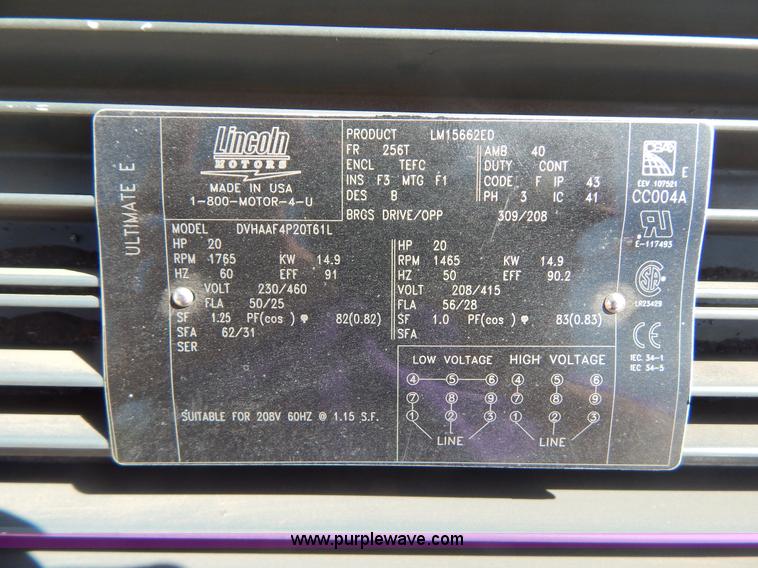 ULTIMATE E
Lincoln
MOTORS
MADE IN USA
1-800-MOTOR-4-U
PRODUCT LM15662ED
FR 256T AMB 40
ENCL TEFC DUTY CONT
INS F3 MTG F1 CODE F IP 43
DES B PH 3 IC 41
BRGS DRIVE/OPP 309/208
MODEL DVHAAF4P20T61L
HP 20
RPM 1765 KW 14.9
HZ 60 EFF 91
VOLT 230/460
FLA 50/25
SF 1.25 PF(cos) φ 82(0.82)
SFA 62/31
SER
SUITABLE FOR 208V 60HZ @ 1.15 S.F.
HP 20
RPM 1465 KW 14.9
HZ 50 EFF 90.2
VOLT 208/415
FLA 56/28
SF 1.0 PF(cos) φ 83(0.83)
SFA
LOW VOLTAGE HIGH VOLTAGE
4 5 6 4 5 6
7 8 9 7 8 9
1 2 3 1 2 3
LINE LINE
E
EEV 107521
CC004A
E-117493
LR23429
CE
IEC 34-1
IEC 34-5
www.purplewave.com